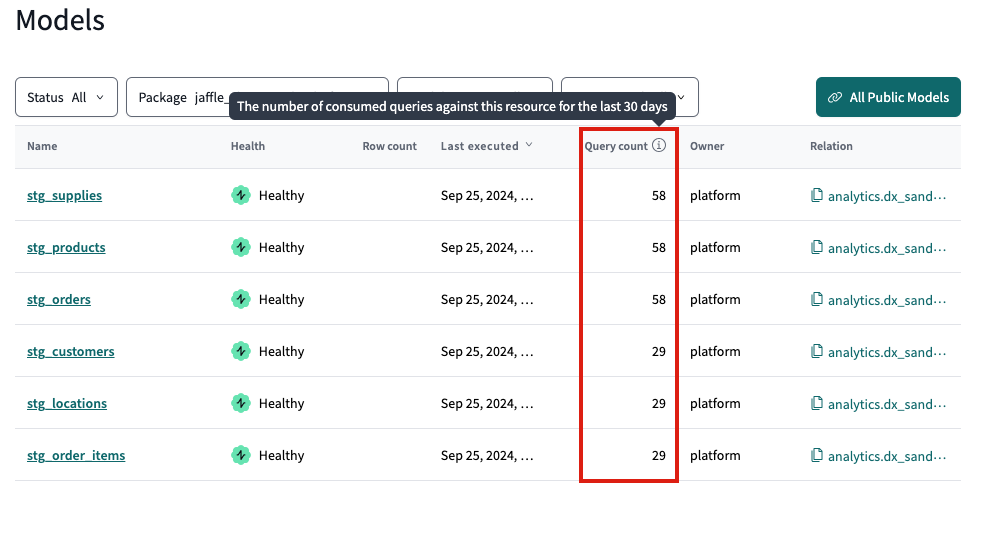 Models
Status All
Package jaffle_
The number of consumed queries against this resource for the last 30 days
All Public Models
Name Health Row count Last executed Query count Owner Relation
stg_supplies Healthy Sep 25, 2024, … 58 platform analytics.dx_sand···
stg_products Healthy Sep 25, 2024, … 58 platform analytics.dx_sand···
stg_orders Healthy Sep 25, 2024, … 58 platform analytics.dx_sand···
stg_customers Healthy Sep 25, 2024, … 29 platform analytics.dx_sand···
stg_locations Healthy Sep 25, 2024, … 29 platform analytics.dx_sand···
stg_order_items Healthy Sep 25, 2024, … 29 platform analytics.dx_sand···